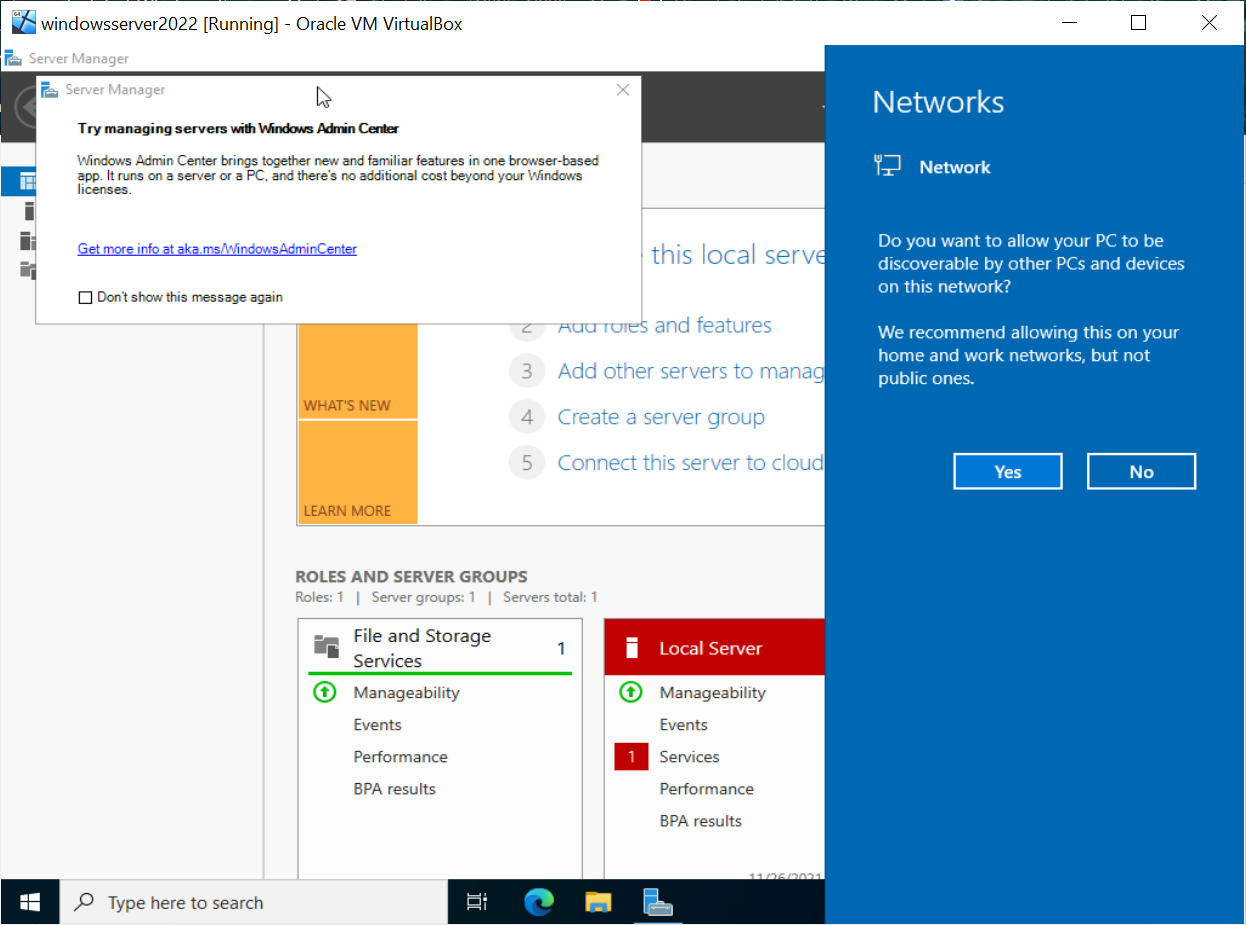 windowsserver2022 [Running] - Oracle VM VirtualBox
Server Manager
Server Manager
Try managing servers with Windows Admin Center
Windows Admin Center brings together new and familiar features in one browser-based
app. It runs on a server or a PC, and there's no additional cost beyond your Windows
licenses.
Get more info at aka.ms/WindowsAdminCenter
Don't show this message again
this local serve
2 Add roles and features
3 Add other servers to manag
4 Create a server group
5 Connect this server to cloud
WHAT'S NEW
LEARN MORE
ROLES AND SERVER GROUPS
Roles: 1 | Server groups: 1 | Servers total: 1
File and Storage
Services
1
Manageability
Events
Performance
BPA results
Local Server
Manageability
Events
1 Services
Performance
BPA results
11/26/2021
Networks
Network
Do you want to allow your PC to be
discoverable by other PCs and devices
on this network?
We recommend allowing this on your
home and work networks, but not
public ones.
Yes
No
Type here to search